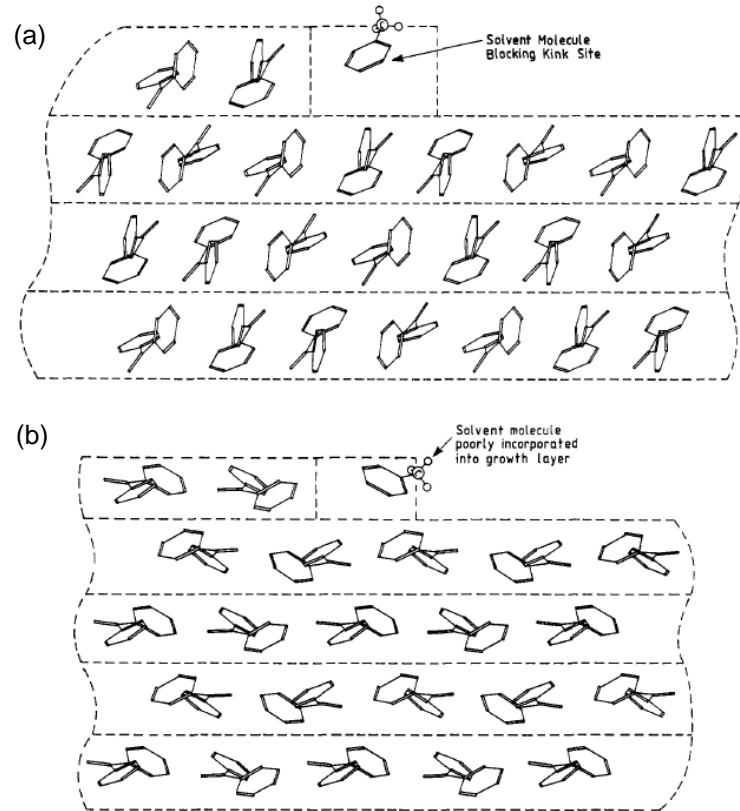 (a)
Solvent Molecule
Blocking Kink Site
(b)
Solvent molecule
poorly incorporated
into growth layer